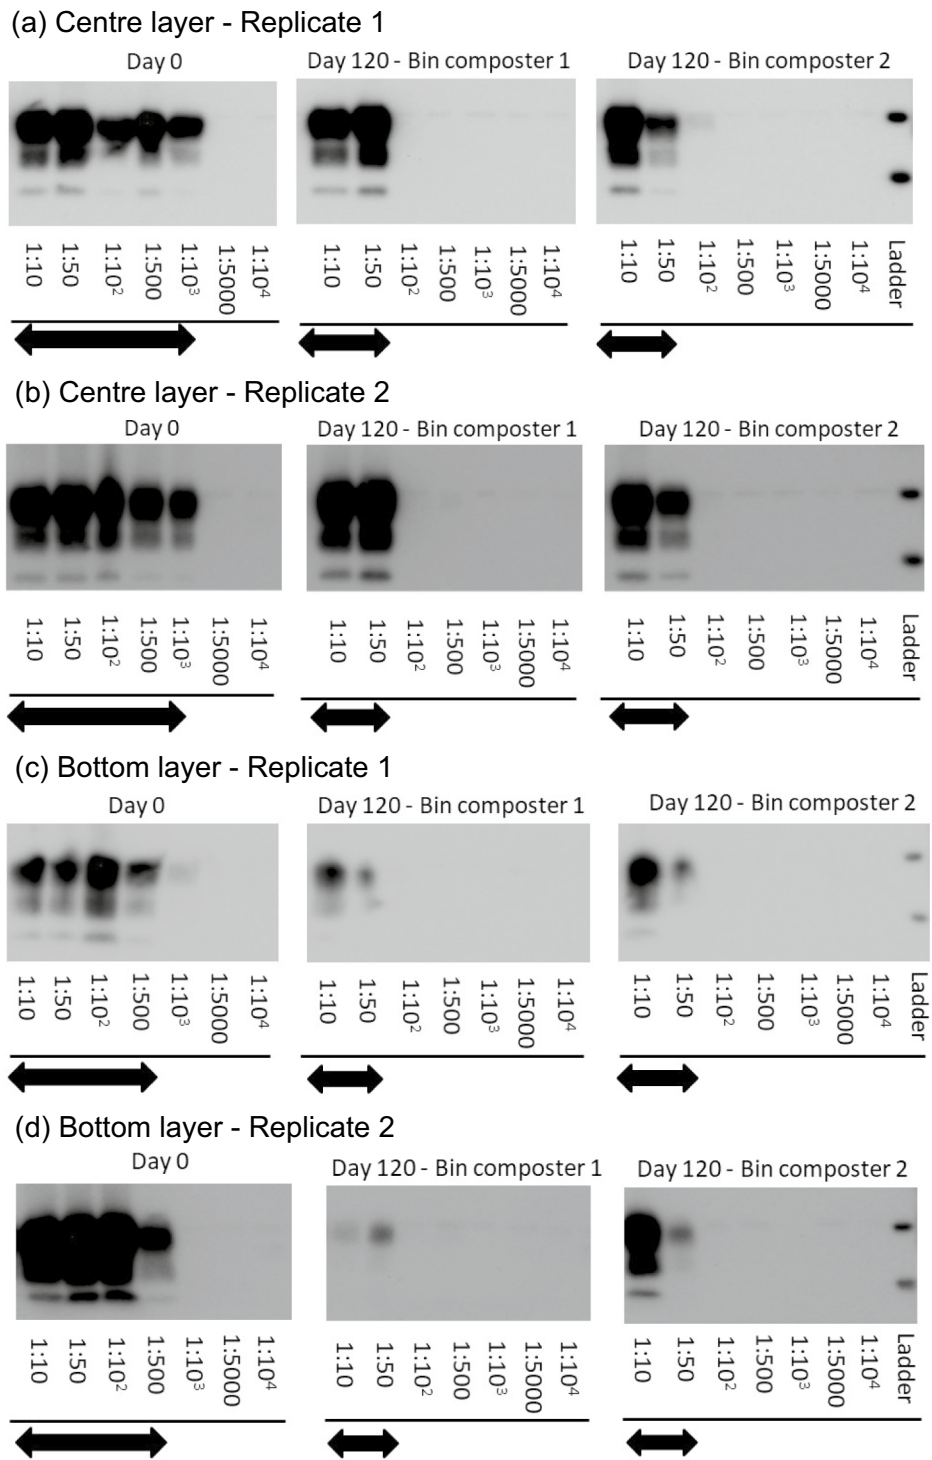 (a) Centre layer - Replicate 1
Day 0 Day 120 - Bin composter 1 Day 120 - Bin composter 2
1:10 1:50 1:10² 1:500 1:10³ 1:5000 1:10⁴ 1:10 1:50 1:10² 1:500 1:10³ 1:5000 1:10⁴ 1:10 1:50 1:10² 1:500 1:10³ 1:5000 1:10⁴ Ladder
(b) Centre layer - Replicate 2
Day 0 Day 120 - Bin composter 1 Day 120 - Bin composter 2
1:10 1:50 1:10² 1:500 1:10³ 1:5000 1:10⁴ 1:10 1:50 1:10² 1:500 1:10³ 1:5000 1:10⁴ 1:10 1:50 1:10² 1:500 1:10³ 1:5000 1:10⁴ Ladder
(c) Bottom layer - Replicate 1
Day 0 Day 120 - Bin composter 1 Day 120 - Bin composter 2
1:10 1:50 1:10² 1:500 1:10³ 1:5000 1:10⁴ 1:10 1:50 1:10² 1:500 1:10³ 1:5000 1:10⁴ 1:10 1:50 1:10² 1:500 1:10³ 1:5000 1:10⁴ Ladder
(d) Bottom layer - Replicate 2
Day 0 Day 120 - Bin composter 1 Day 120 - Bin composter 2
1:10 1:50 1:10² 1:500 1:10³ 1:5000 1:10⁴ 1:10 1:50 1:10² 1:500 1:10³ 1:5000 1:10⁴ 1:10 1:50 1:10² 1:500 1:10³ 1:5000 1:10⁴ Ladder